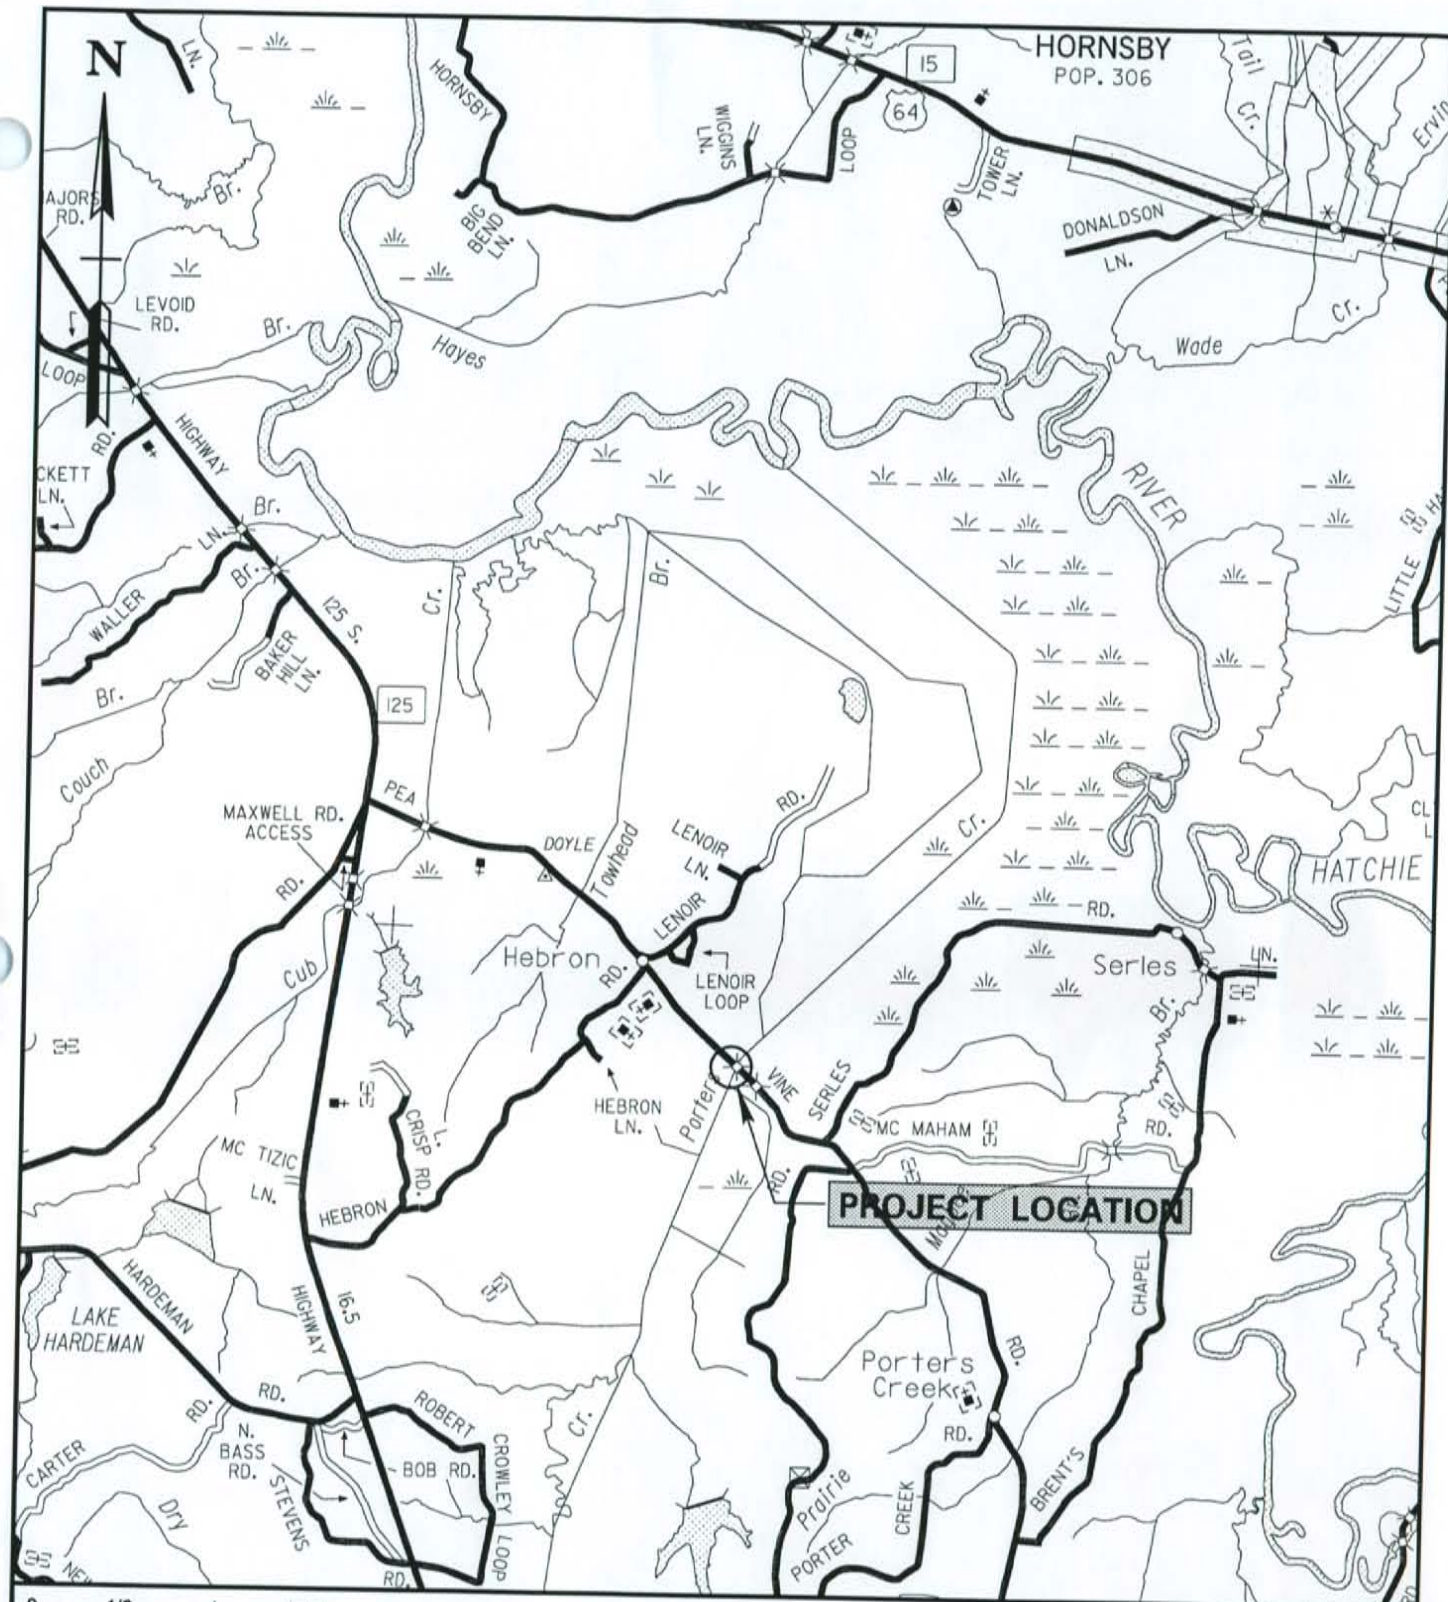 N
LN.
HORNSBY
15
HORNSBY
POP. 306
64
Tail
Cr.
WIGGINS
LN.
LOOP
TOWER
LN.
Br.
RD.
BIG
BEND
LN.
DONALDSON
LN.
LEVOID
RD.
Br.
Hayes
Wade
Cr.
LOOP
RD.
HIGHWAY
LN.
RIVER
Br.
LN.
Br.
125 S.
Cr.
Br.
LITTLE
WALLER
BAKER
HILL
LN.
Br.
125
Couch
PEA
MAXWELL RD.
ACCESS
RD.
DOYLE
Towhead
LENOIR
LN.
RD.
Cr.
HATCHIE
RD.
LENOIR
RD.
Hebron
RD.
LENOIR
LOOP
Serles
LN.
Cub
Br.
HEBRON
LN.
Porters
VINE
SERLES
MC MAHAM
RD.
CRISP RD.
L.
MC TIZIC
LN.
RD.
PROJECT LOCATION
HEBRON
HARDEMAN
LAKE
HARDEMAN
HIGHWAY
16.5
CHAPEL
RD.
Porters
Creek
RD.
RD.
RD.
ROBERT
Cr.
N.
BASS
RD.
BOB RD.
CROWLEY LOOP
CARTER
Dry
STEVENS
RD.
Prairie
PORTER
CREEK
BRENT'S
RD.